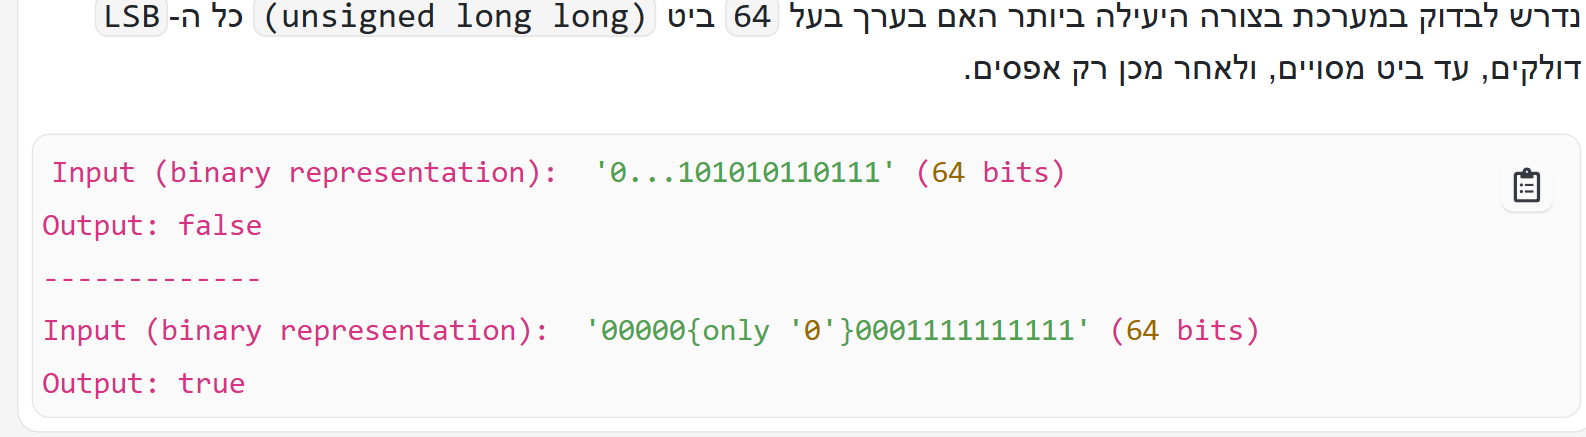 נדרש לבדוק במערכת בצורה היעילה ביותר האם בערך בעל 64 ביט (unsigned long long) כל ה-LSB
דולקים, עד ביט מסויים, ולאחר מכן רק אפסים.
Input (binary representation):  '0...101010110111' (64 bits)
Output: false
-------------
Input (binary representation):  '00000{only '0'}0001111111111' (64 bits)
Output: true